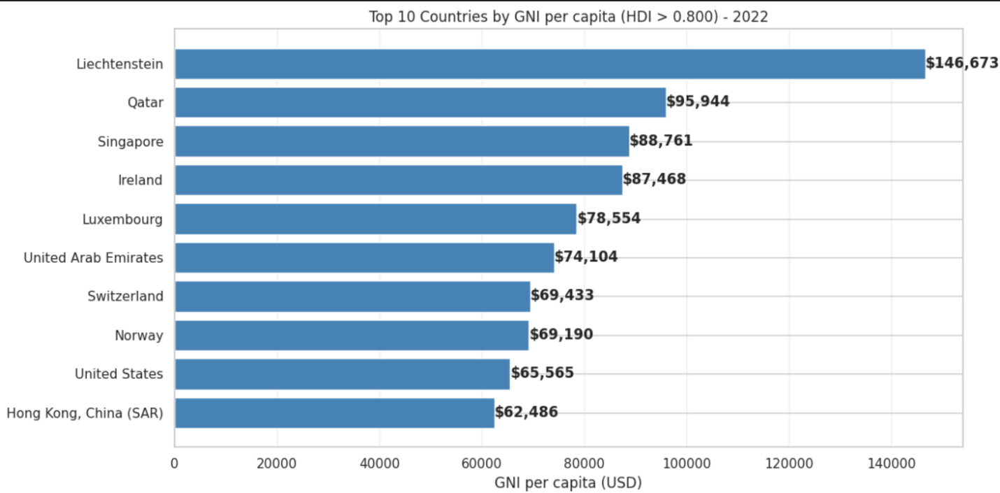 Top 10 Countries by GNI per capita (HDI > 0.800) - 2022
Liechtenstein $146,673
Qatar $95,944
Singapore $88,761
Ireland $87,468
Luxembourg $78,554
United Arab Emirates $74,104
Switzerland $69,433
Norway $69,190
United States $65,565
Hong Kong, China (SAR) $62,486
0 20000 40000 60000 80000 100000 120000 140000
GNI per capita (USD)